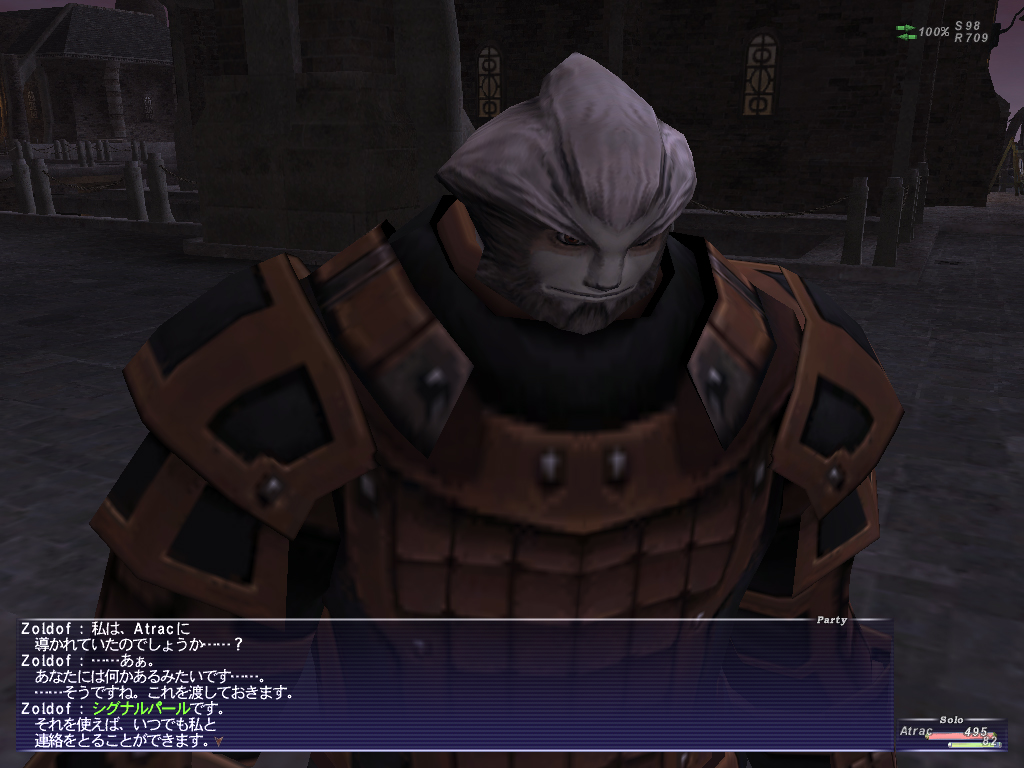 100% S 98
R 709
Party
Zoldof : 私は、Atracに
導かれていたのでしょうか……？
Zoldof : ……あぁ。
あなたには何かあるみたいです……。
……そうですね。これを渡しておきます。
Zoldof : シグナルパールです。
それを使えば、いつでも私と
連絡をとることができます。
Solo
Atrac 495
82